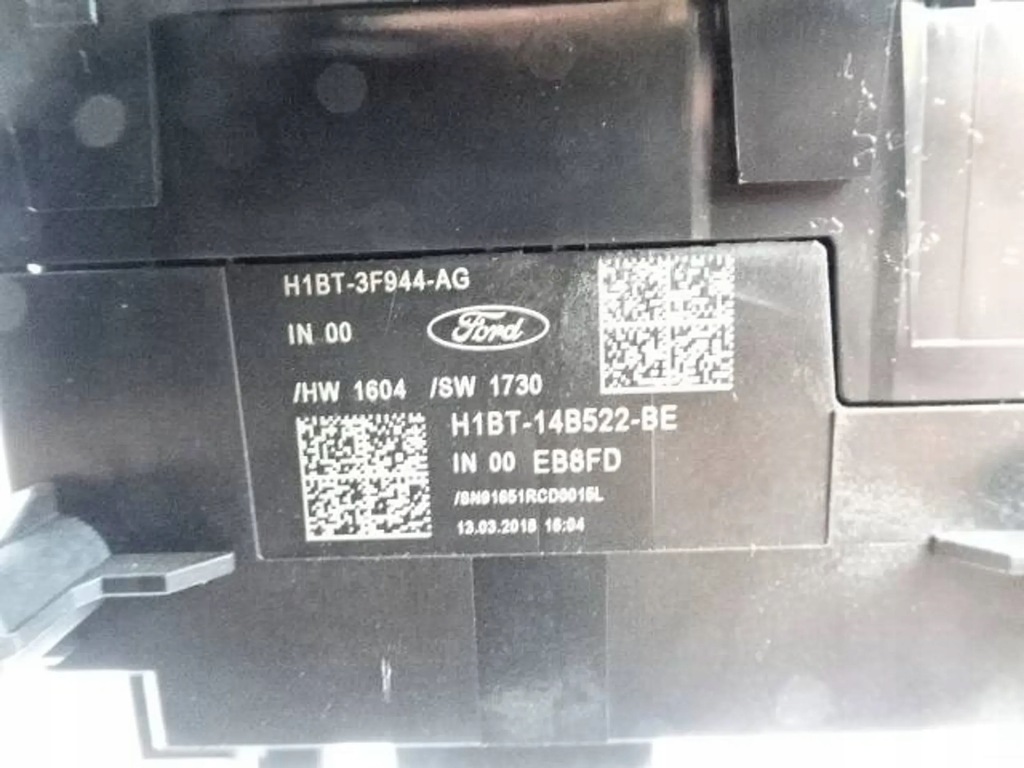 H1BT-3F944-AG
IN 00
Ford
/HW 1604 /SW 1730
H1BT-14B522-BE
IN 00 EB8FD
13.03.2018 16:04